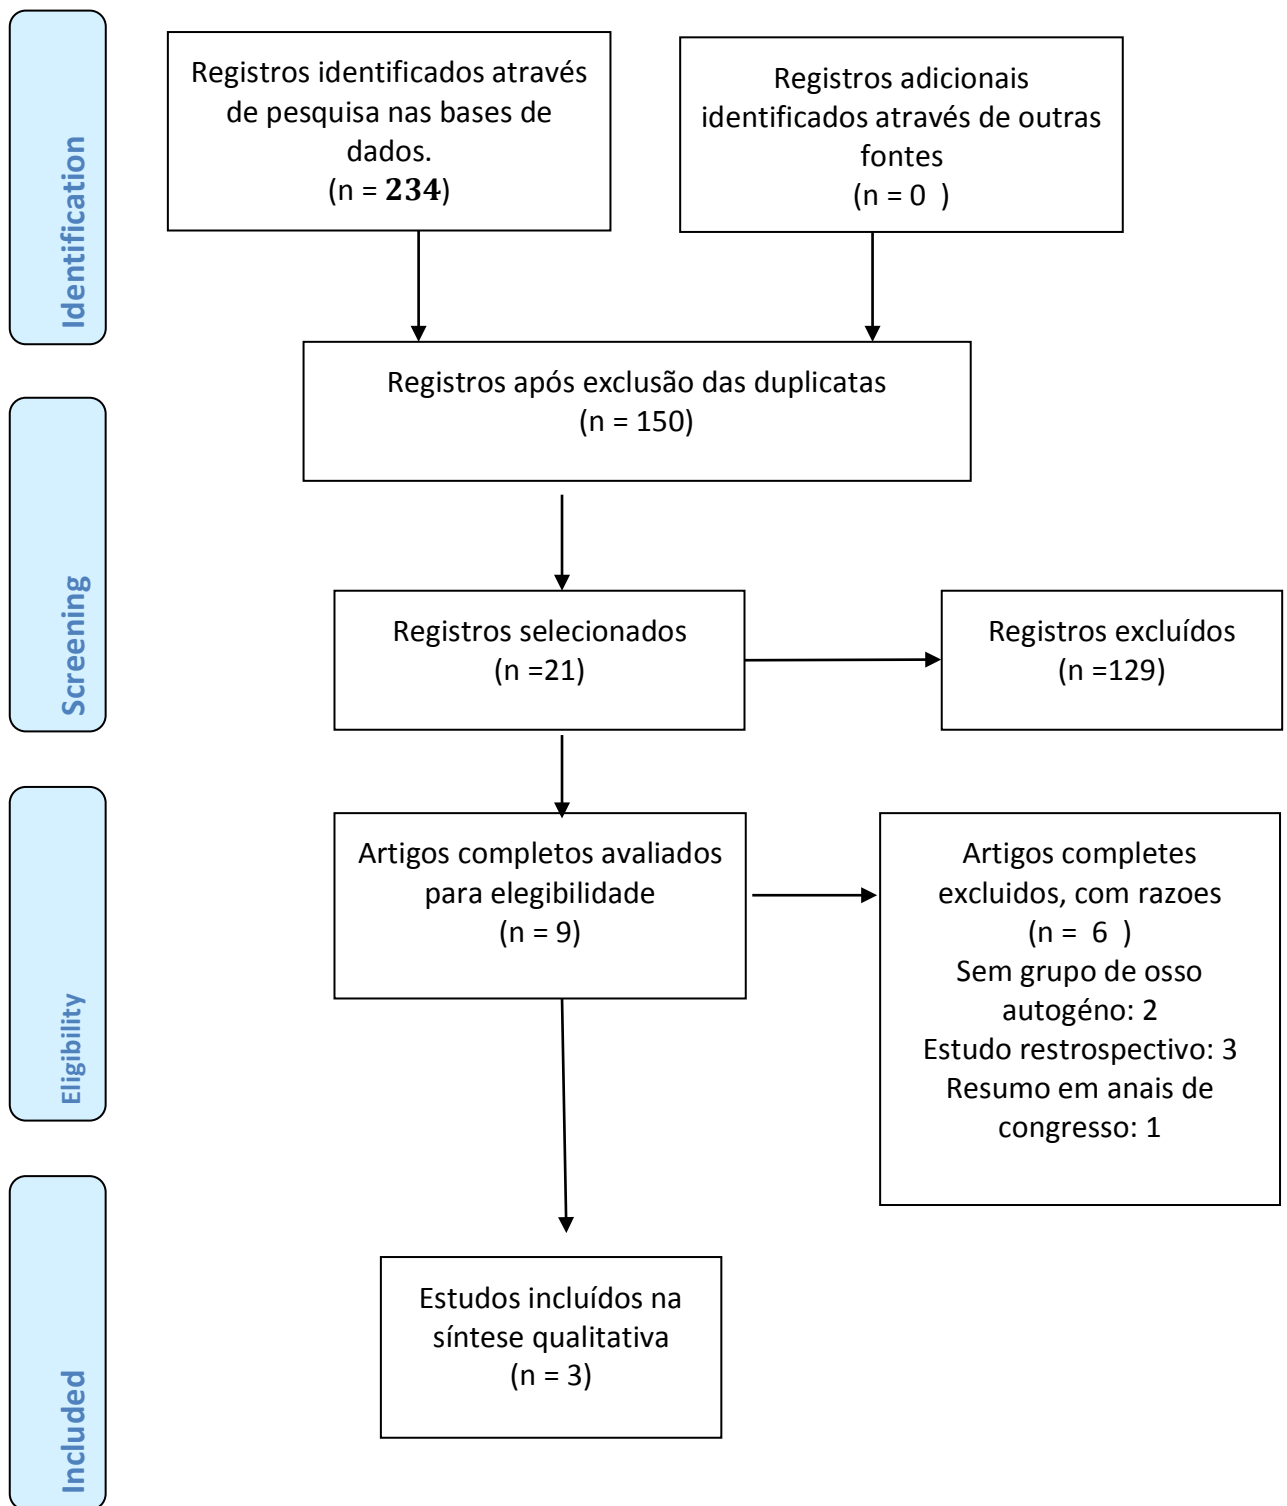 Identification
Registros identificados através
de pesquisa nas bases de
dados.
(n = 234)
Registros adicionais
identificados através de outras
fontes
(n = 0  )
Registros após exclusão das duplicatas
(n = 150)
Screening
Registros selecionados
(n =21)
Registros excluídos
(n =129)
Eligibility
Artigos completos avaliados
para elegibilidade
(n = 9)
Artigos completes
excluidos, com razoes
(n =  6  )
Sem grupo de osso
autogéno: 2
Estudo restrospectivo: 3
Resumo em anais de
congresso: 1
Included
Estudos incluídos na
síntese qualitativa
(n = 3)